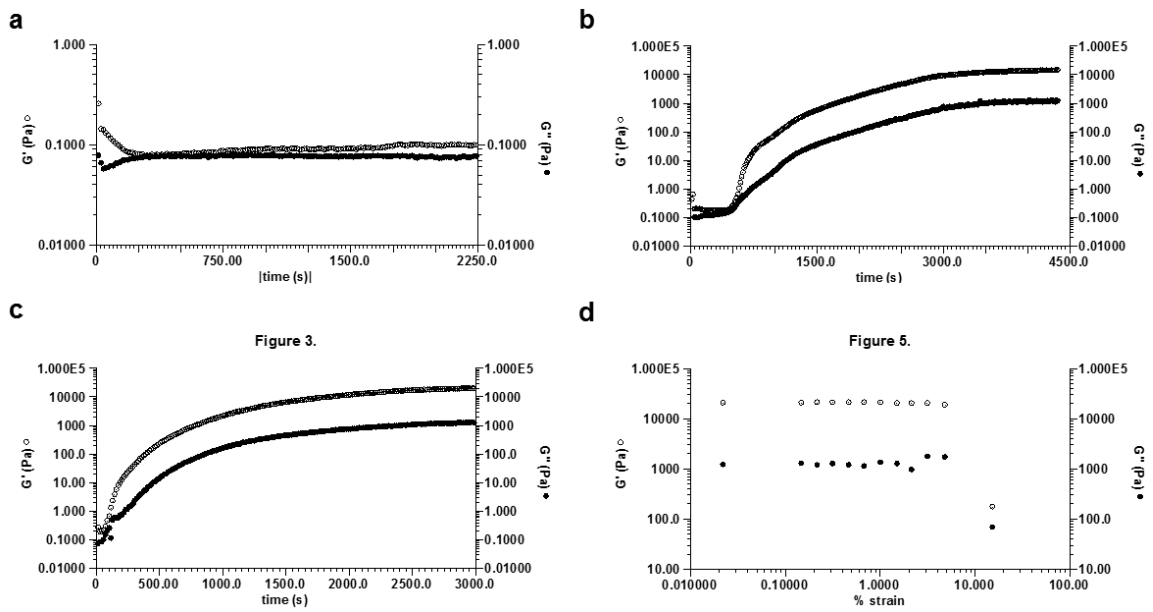 a
1.000
0.1000
0.01000
G' (Pa) ○
1.000
0.1000
0.01000
G'' (Pa) ●
0 750.0 1500.0 2250.0
|time (s)|
b
1.000E5
10000
1000
100.0
10.00
1.000
0.1000
0.01000
G' (Pa) ○
1.000E5
10000
1000
100.0
10.00
1.000
0.1000
0.01000
G'' (Pa) ●
0 1500.0 3000.0 4500.0
time (s)
c
Figure 3.
1.000E5
10000
1000
100.0
10.00
1.000
0.1000
0.01000
G' (Pa) ○
1.000E5
10000
1000
100.0
10.00
1.000
0.1000
0.01000
G'' (Pa) ●
0 500.00 1000.0 1500.0 2000.0 2500.0 3000.0
time (s)
d
Figure 5.
1.000E5
10000
1000
100.0
10.00
G' (Pa) ○
1.000E5
10000
1000
100.0
10.00
G'' (Pa) ●
0.010000 0.10000 1.0000 10.000 100.00
% strain